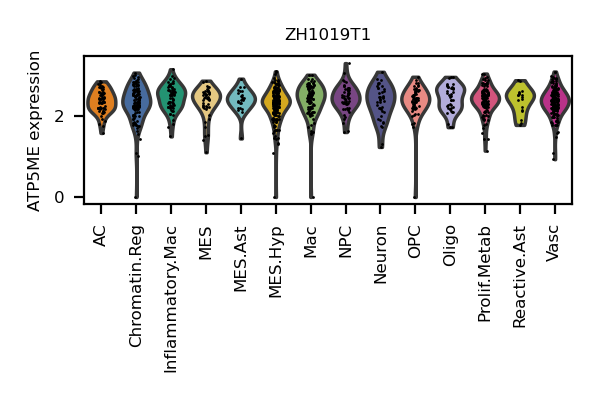 ZH1019T1
ATP5ME expression
2
0
AC
Chromatin.Reg
Inflammatory.Mac
MES
MES.Ast
MES.Hyp
Mac
NPC
Neuron
OPC
Oligo
Prolif.Metab
Reactive.Ast
Vasc